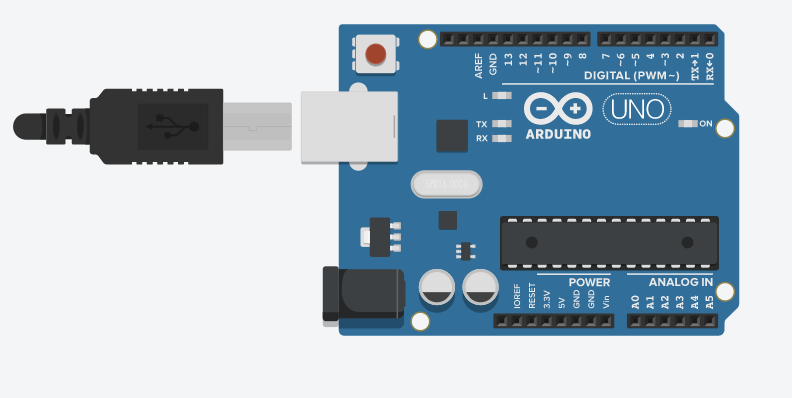 AREF
GND
13
12
~11
~10
~9
8
7
~6
~5
4
~3
2
TX→1
RX←0
DIGITAL (PWM ~)
L
TX
RX
ARDUINO
UNO
ON
POWER
ANALOG IN
IOREF
RESET
3.3V
5V
GND
GND
Vin
A0
A1
A2
A3
A4
A5